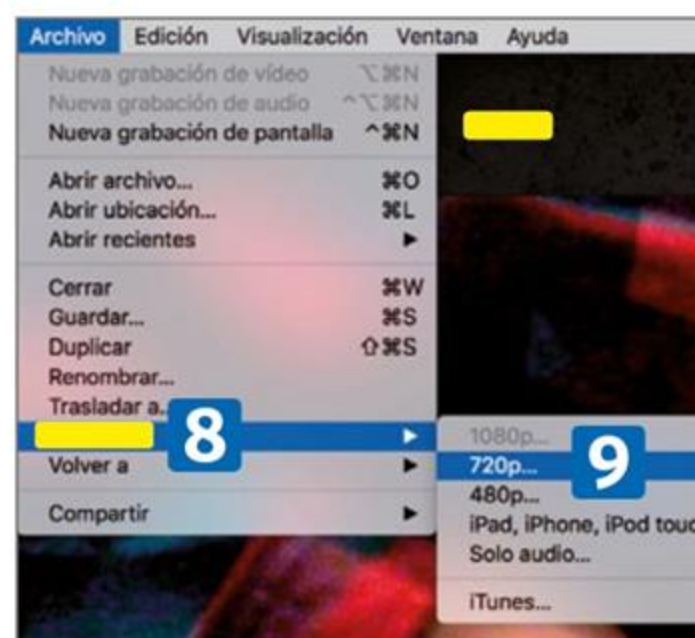 Archivo Edición Visualización Ventana Ayuda
Nueva grabación de vídeo ⌥⌘N
Nueva grabación de audio ^⌥⌘N
Nueva grabación de pantalla ^⌘N
Abrir archivo... ⌘O
Abrir ubicación... ⌘L
Abrir recientes
Cerrar ⌘W
Guardar... ⌘S
Duplicar ⇧⌘S
Renombrar...
Trasladar a...
8
Volver a
Compartir
1080p...
720p... 9
480p...
iPad, iPhone, iPod touc
Solo audio...
iTunes...